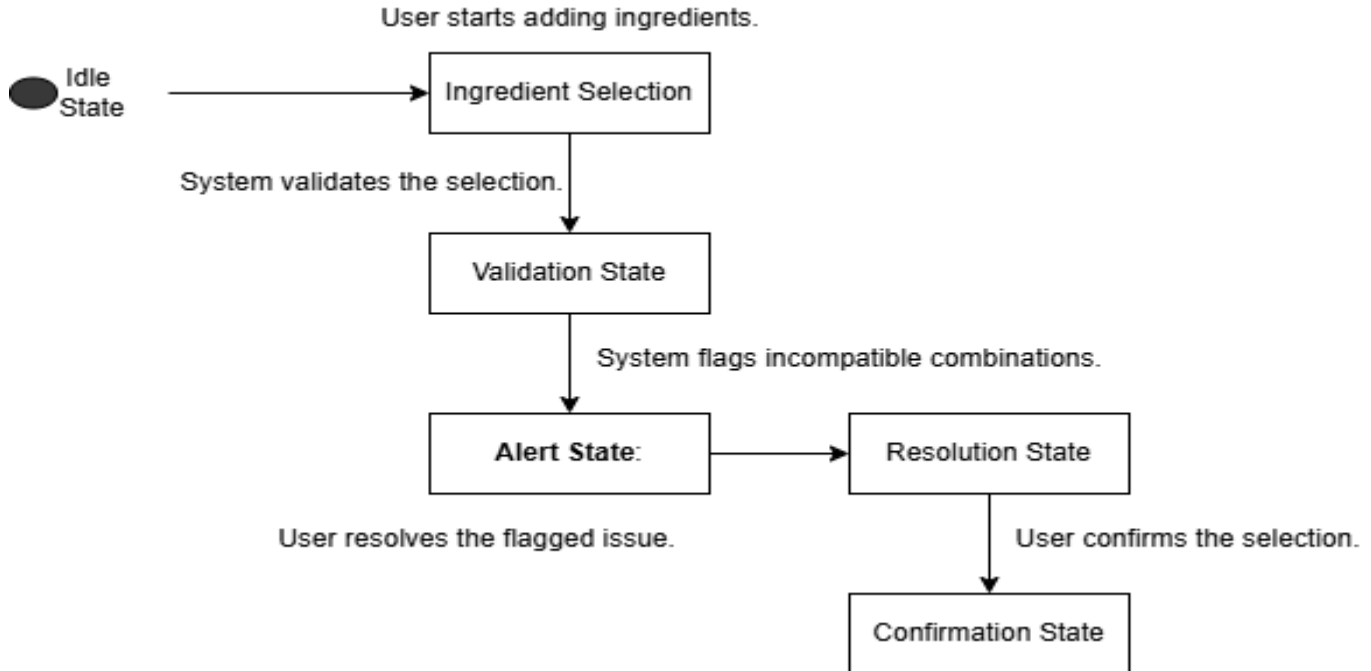 User starts adding ingredients.
Idle
State
Ingredient Selection
System validates the selection.
Validation State
System flags incompatible combinations.
Alert State:
Resolution State
User resolves the flagged issue.
User confirms the selection.
Confirmation State